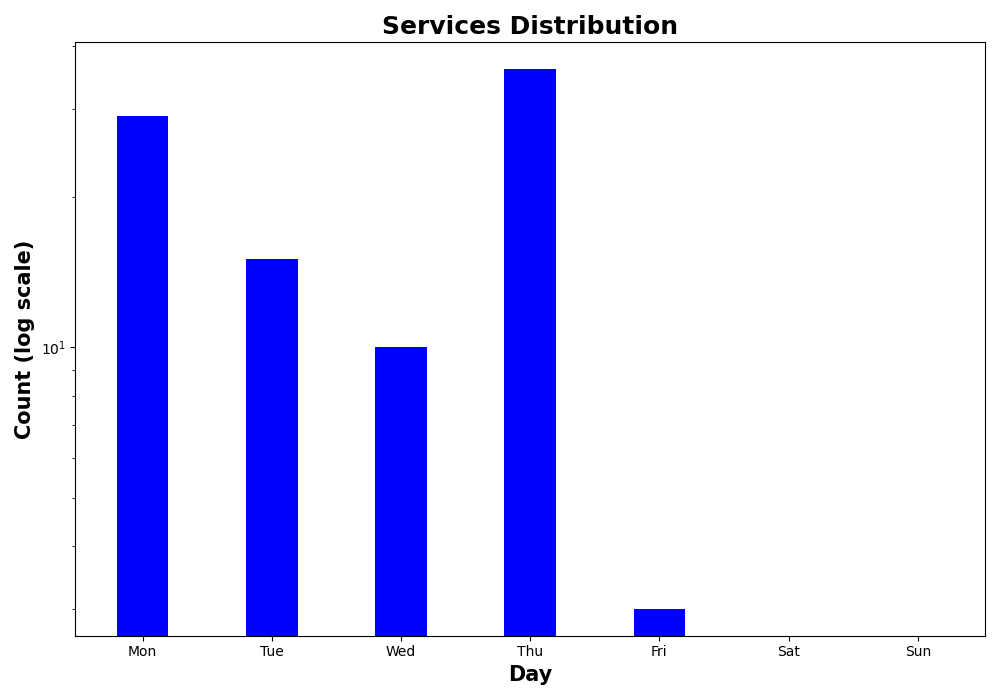 Services Distribution
Count (log scale)
10¹
Mon Tue Wed Thu Fri Sat Sun
Day